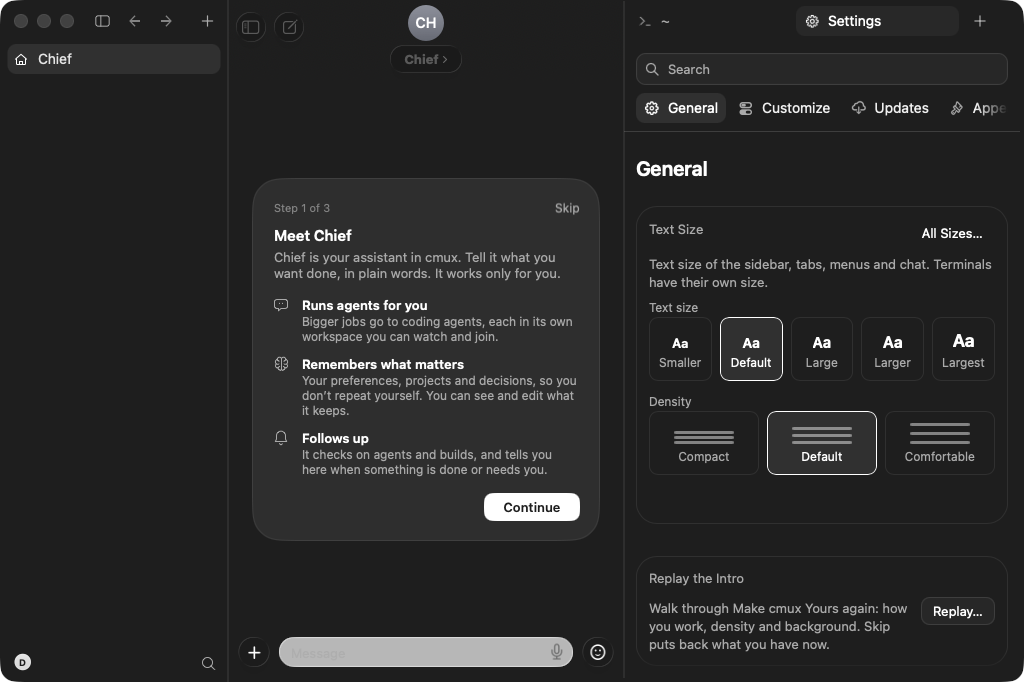 Chief
CH
Chief ›
Step 1 of 3
Skip
Meet Chief
Chief is your assistant in cmux. Tell it what you
want done, in plain words. It works only for you.
Runs agents for you
Bigger jobs go to coding agents, each in its own
workspace you can watch and join.
Remembers what matters
Your preferences, projects and decisions, so you
don’t repeat yourself. You can see and edit what
it keeps.
Follows up
It checks on agents and builds, and tells you
here when something is done or needs you.
Continue
Message
D
~
Settings
Search
General
Customize
Updates
Appe
General
Text Size
All Sizes...
Text size of the sidebar, tabs, menus and chat. Terminals
have their own size.
Text size
Aa Aa Aa Aa Aa
Smaller Default Large Larger Largest
Density
Compact Default Comfortable
Replay the Intro
Walk through Make cmux Yours again: how
you work, density and background. Skip
puts back what you have now.
Replay...